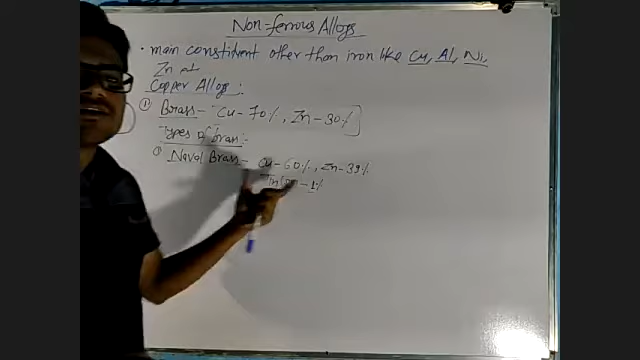 Non-ferrous Alloys
• main constituent other than iron like Cu, Al, Ni,
Zn etc
Copper Alloys:
① Brass - Cu - 70%, Zn - 30%
Types of brass:-
① Naval Brass - Cu - 60%, Zn - 39%
Tin - 1%